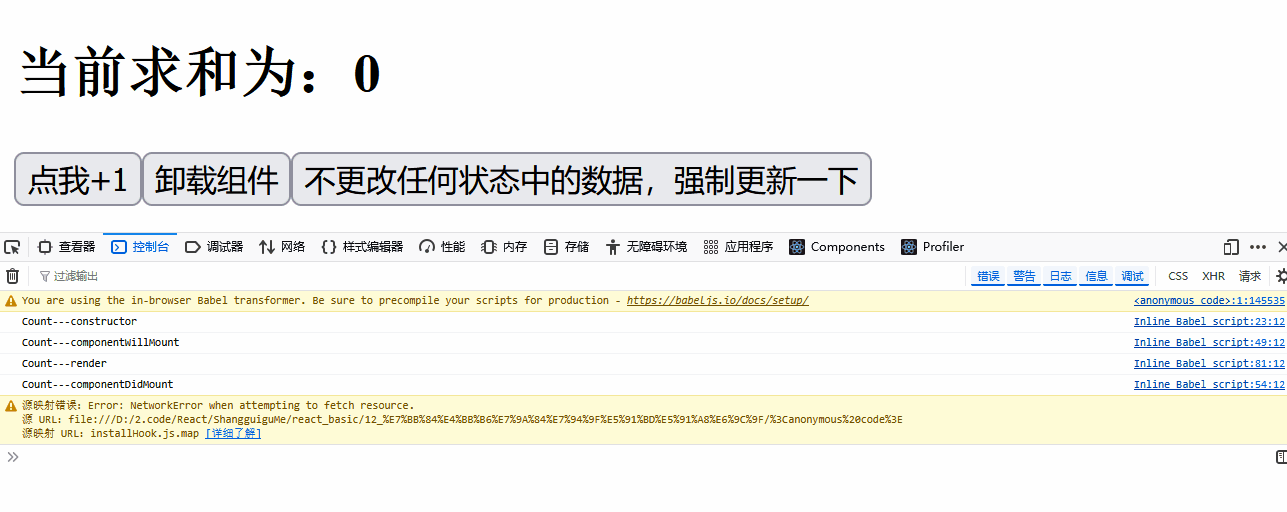 当前求和为：0
点我+1 卸载组件 不更改任何状态中的数据，强制更新一下
查看器 控制台 调试器 网络 样式编辑器 性能 内存 存储 无障碍环境 应用程序 Components Profiler
过滤输出 错误 警告 日志 信息 调试 CSS XHR 请求
You are using the in-browser Babel transformer. Be sure to precompile your scripts for production - https://babeljs.io/docs/setup/ <anonymous code>:1:145535
Count---constructor Inline Babel script:23:12
Count---componentWillMount Inline Babel script:49:12
Count---render Inline Babel script:81:12
Count---componentDidMount Inline Babel script:54:12
源映射错误：Error: NetworkError when attempting to fetch resource.
源 URL：file:///D:/2.code/React/ShangguiguMe/react_basic/12_%E7%BB%84%E4%BB%B6%E7%9A%84%E7%94%9F%E5%91%BD%E5%91%A8%E6%9C%9F/%3Canonymous%20code%3E
源映射 URL：installHook.js.map [详细了解]